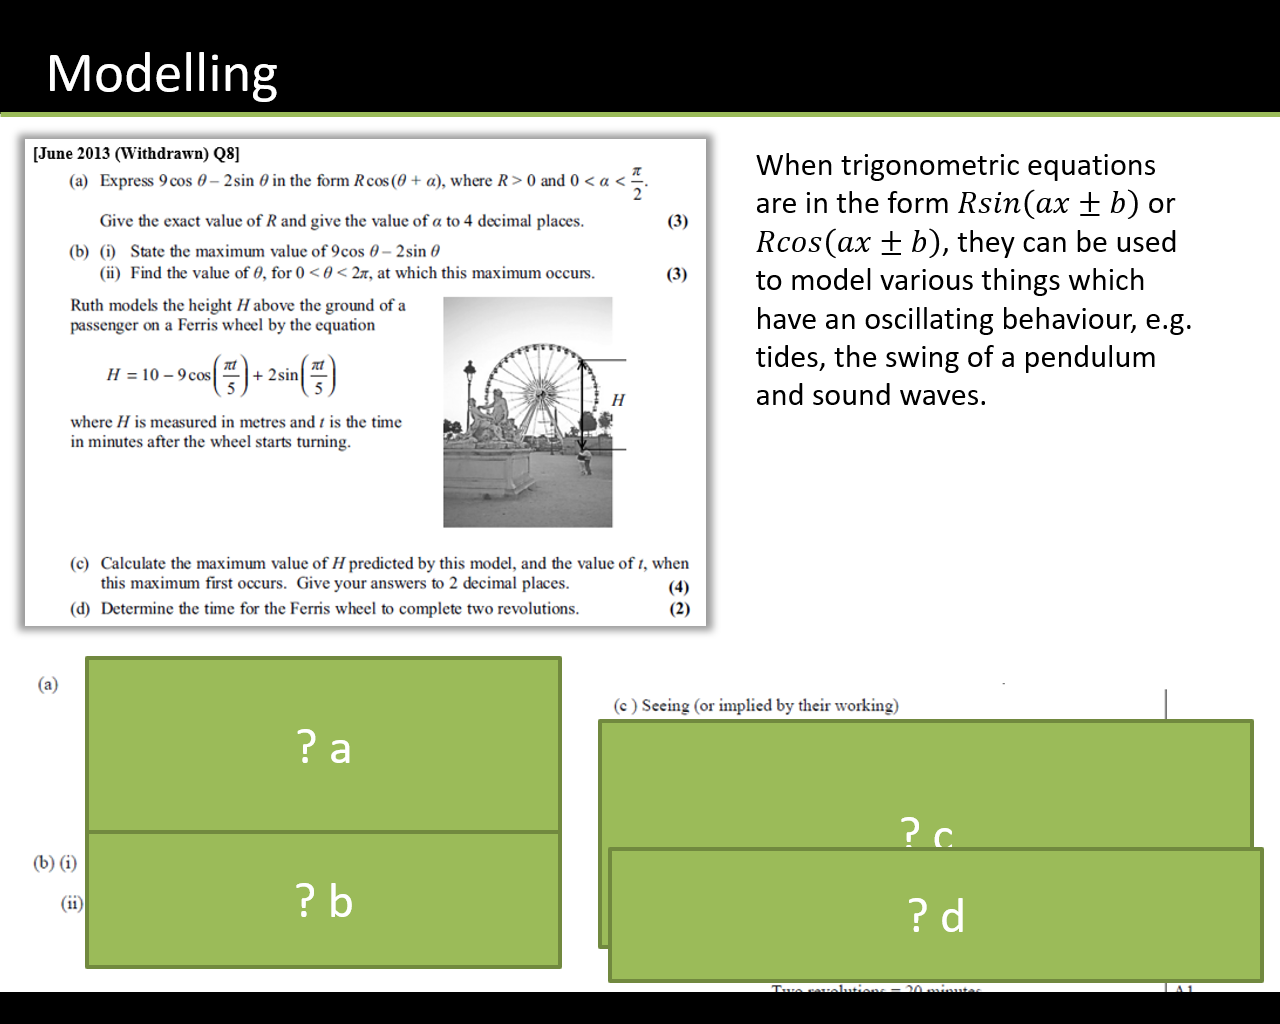 Modelling
[June 2013 (Withdrawn) Q8]
(a) Express 9cos θ – 2sin θ in the form Rcos(θ + α), where R > 0 and 0 < α < π/2.
Give the exact value of R and give the value of α to 4 decimal places. (3)
(b) (i) State the maximum value of 9cos θ – 2sin θ
(ii) Find the value of θ, for 0 < θ < 2π, at which this maximum occurs. (3)
Ruth models the height H above the ground of a
passenger on a Ferris wheel by the equation
H = 10 – 9cos(πt/5) + 2sin(πt/5)
where H is measured in metres and t is the time
in minutes after the wheel starts turning.
H
(c) Calculate the maximum value of H predicted by this model, and the value of t, when
this maximum first occurs. Give your answers to 2 decimal places. (4)
(d) Determine the time for the Ferris wheel to complete two revolutions. (2)
When trigonometric equations
are in the form Rsin(ax ± b) or
Rcos(ax ± b), they can be used
to model various things which
have an oscillating behaviour, e.g.
tides, the swing of a pendulum
and sound waves.
(a)
? a
(b) (i)
(ii)
? b
(c ) Seeing (or implied by their working)
? c
? d
Two revolutions = 20 minutes
A1